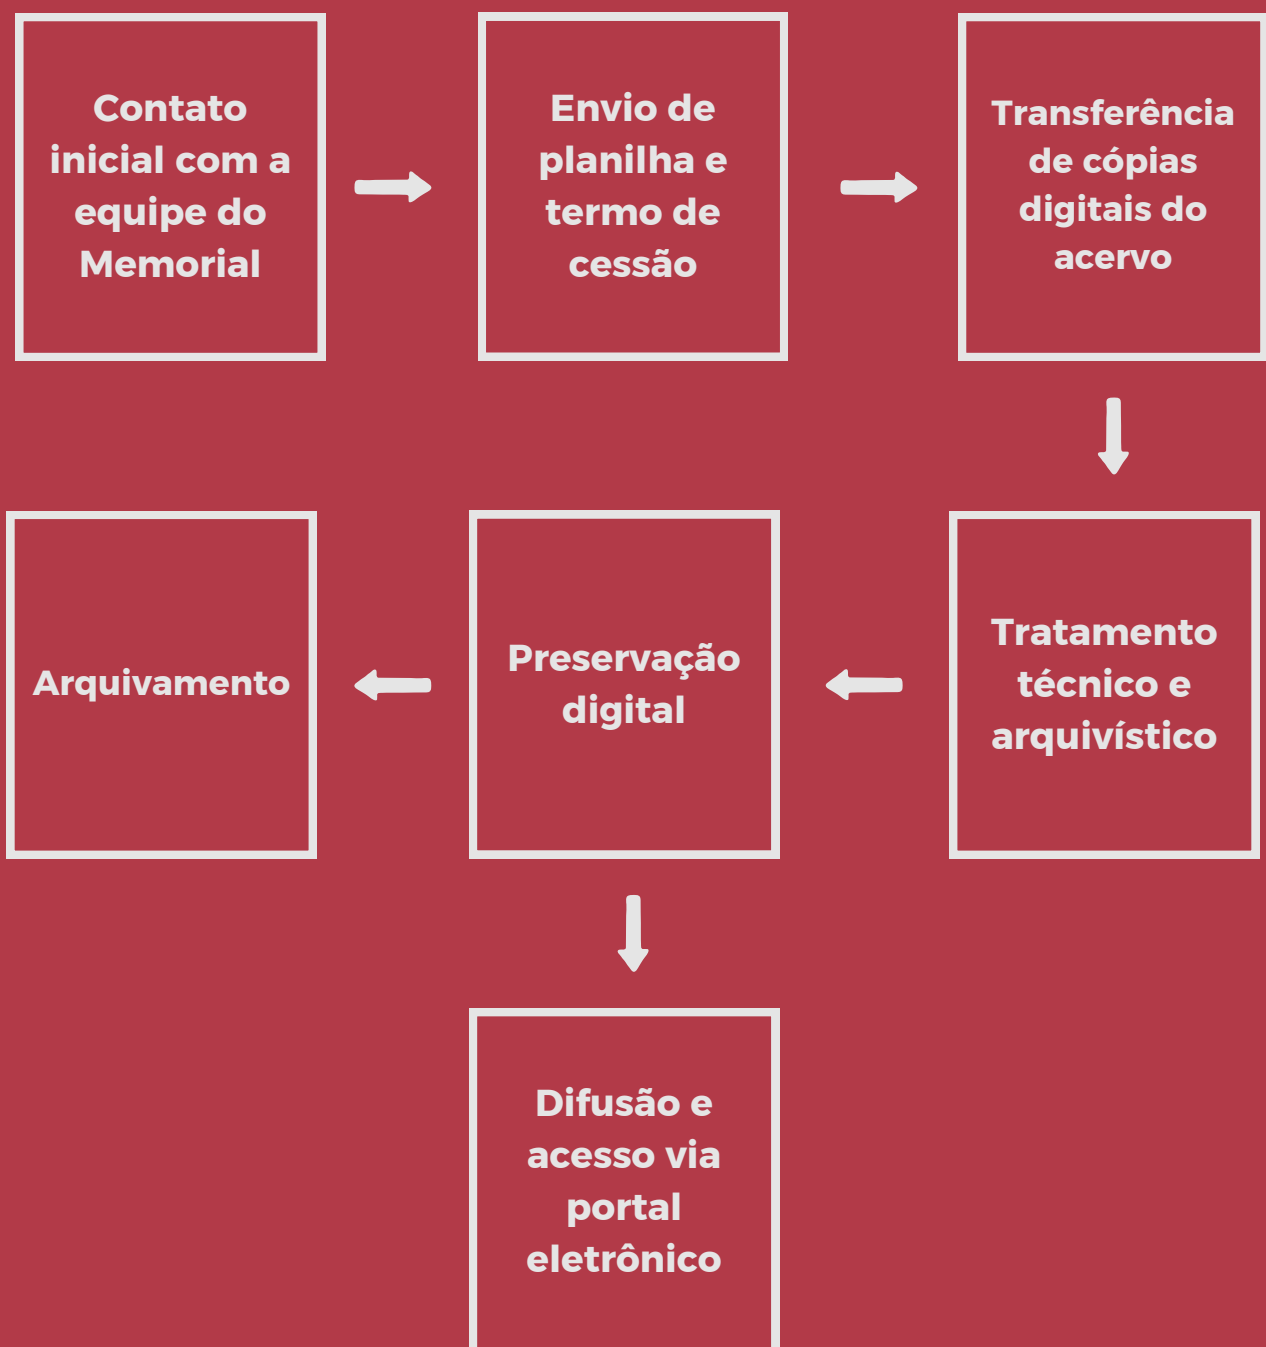 Contato
inicial com a
equipe do
Memorial
Envio de
planilha e
termo de
cessão
Transferência
de cópias
digitais do
acervo
Tratamento
técnico e
arquivístico
Preservação
digital
Arquivamento
Difusão e
acesso via
portal
eletrônico